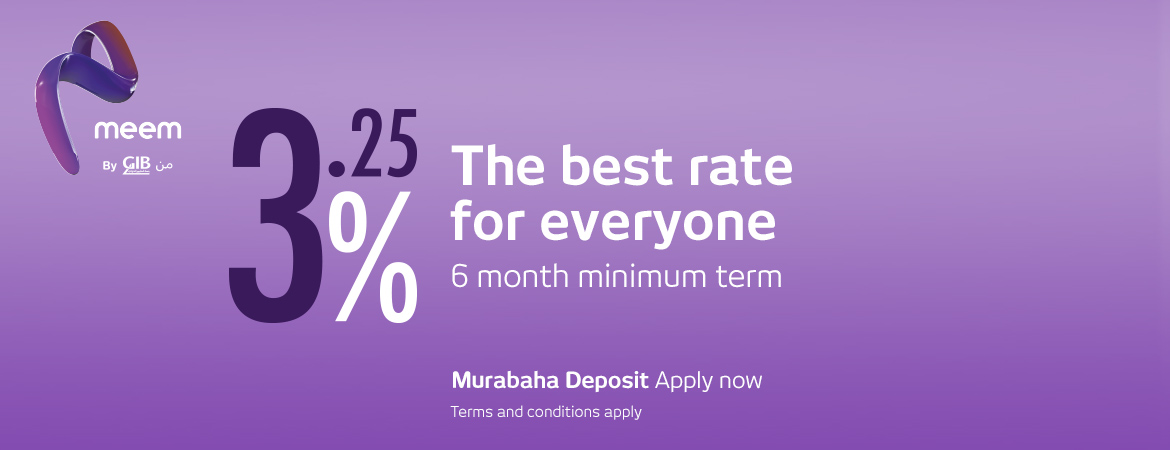 meem
By GIB من
3.25%
The best rate
for everyone
6 month minimum term
Murabaha Deposit Apply now
Terms and conditions apply